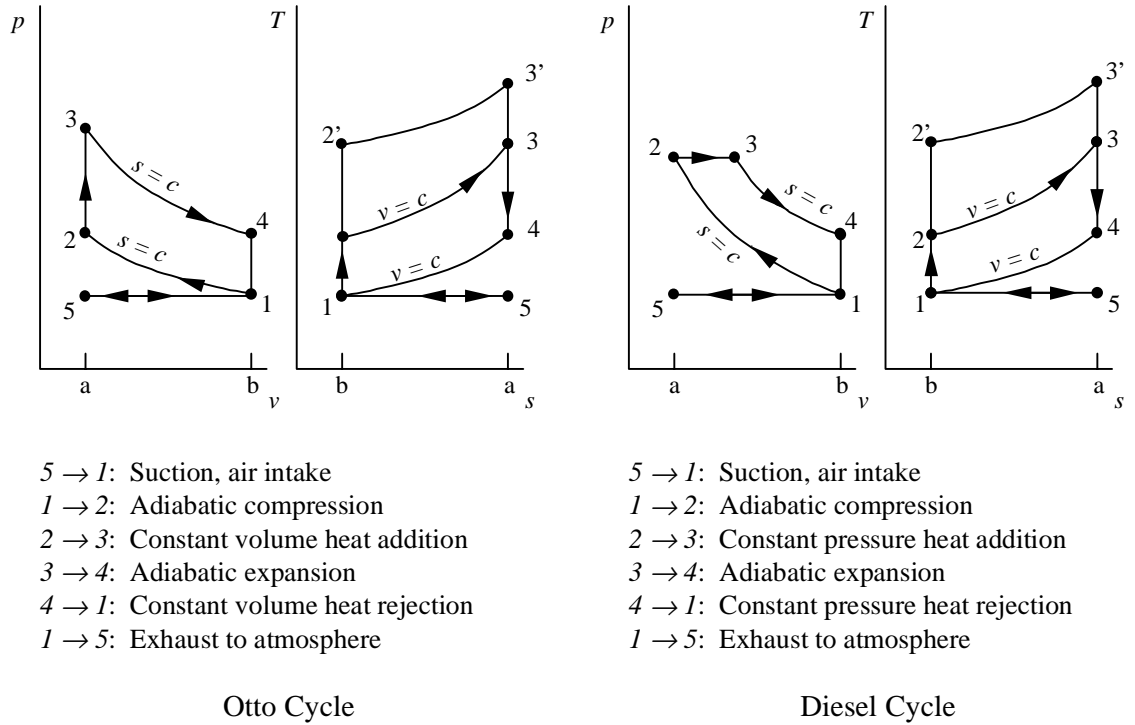 p
3
s = c
2
s = c
4
5
1
a
b
v
T
3'
2'
3
v = c
4
v = c
1
5
b
a
s
p
2
3
s = c
s = c
4
5
1
a
b
v
T
3'
2'
3
v = c
2
4
v = c
1
5
b
a
s
5 → 1: Suction, air intake
1 → 2: Adiabatic compression
2 → 3: Constant volume heat addition
3 → 4: Adiabatic expansion
4 → 1: Constant volume heat rejection
1 → 5: Exhaust to atmosphere
Otto Cycle
5 → 1: Suction, air intake
1 → 2: Adiabatic compression
2 → 3: Constant pressure heat addition
3 → 4: Adiabatic expansion
4 → 1: Constant pressure heat rejection
1 → 5: Exhaust to atmosphere
Diesel Cycle